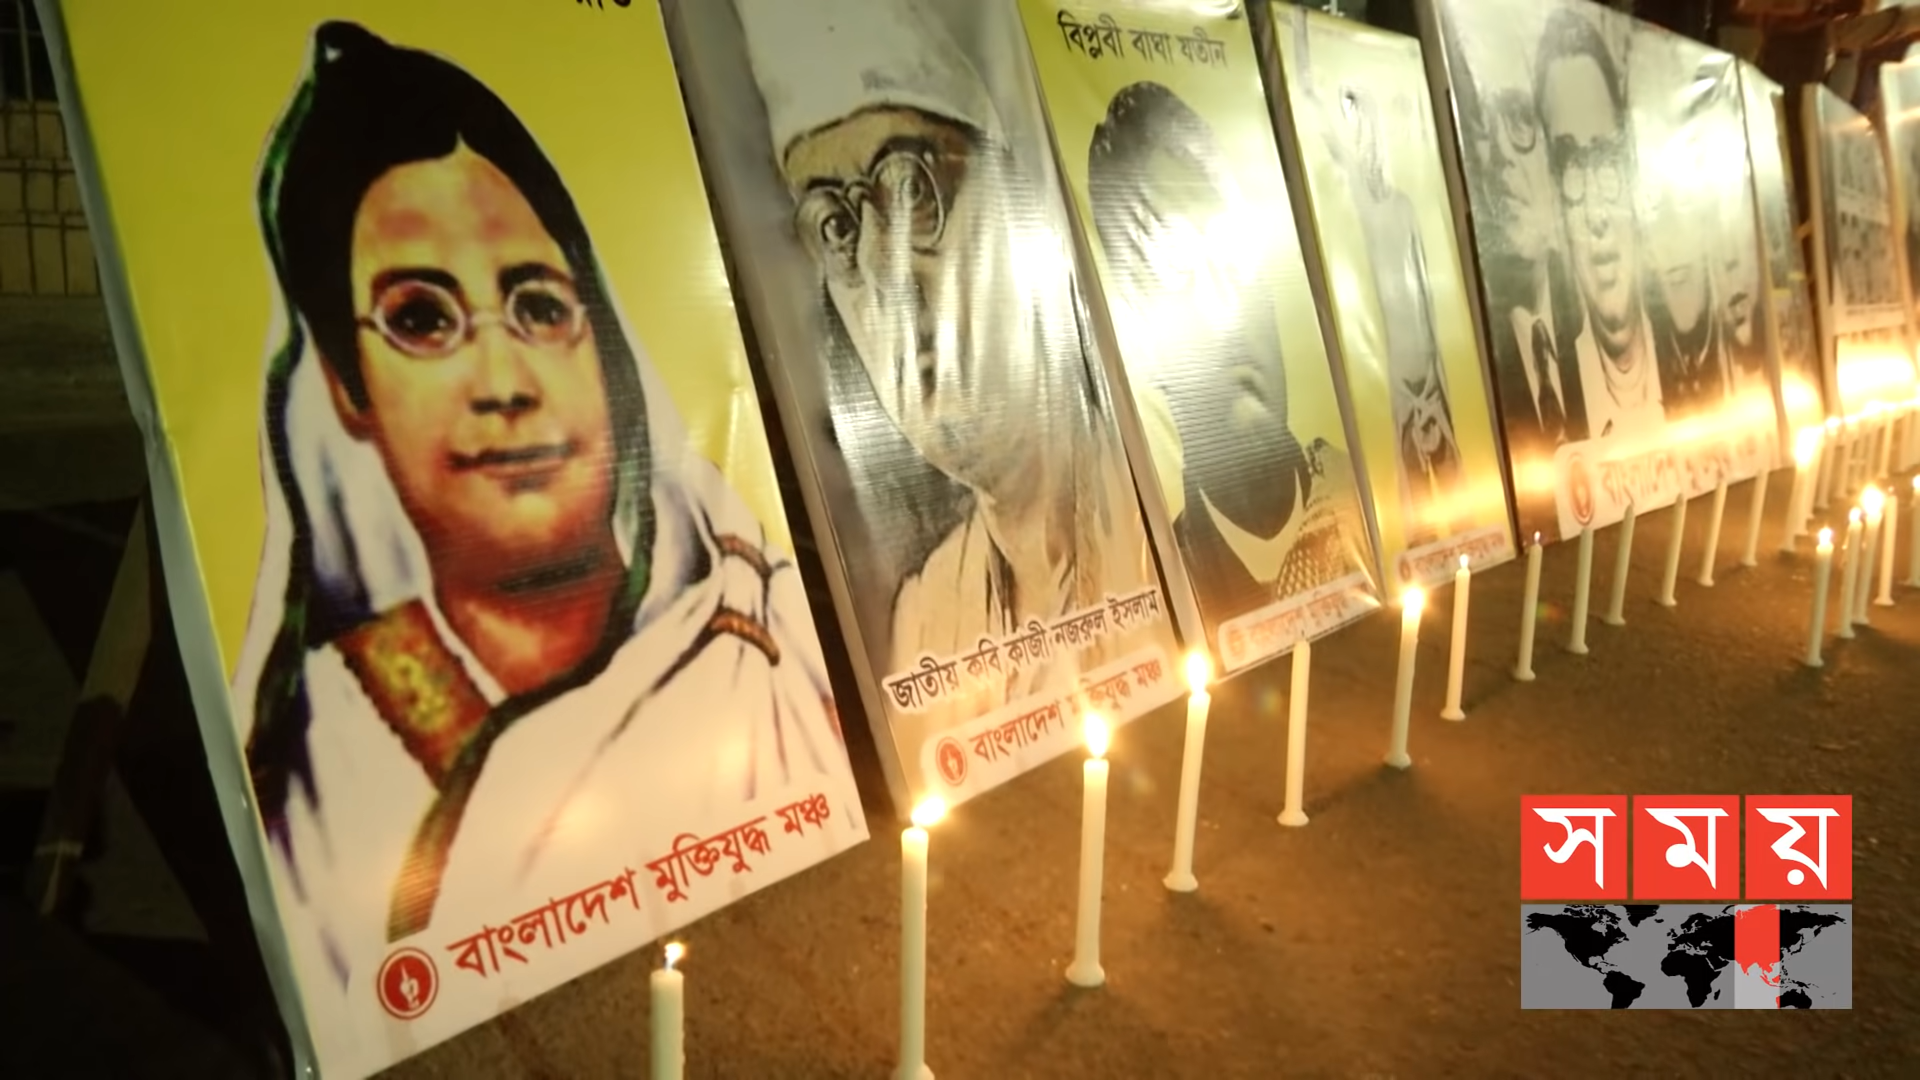 বিপ্লবী বাঘা যতীন
জাতীয় কবি কাজী নজরুল ইসলাম
বাংলাদেশ মুক্তিযুদ্ধ মঞ্চ
বাংলাদেশ মুক্তিযুদ্ধ মঞ্চ
বাংলাদেশ মুক্তিযুদ্ধ
বাংলাদেশ
সময়